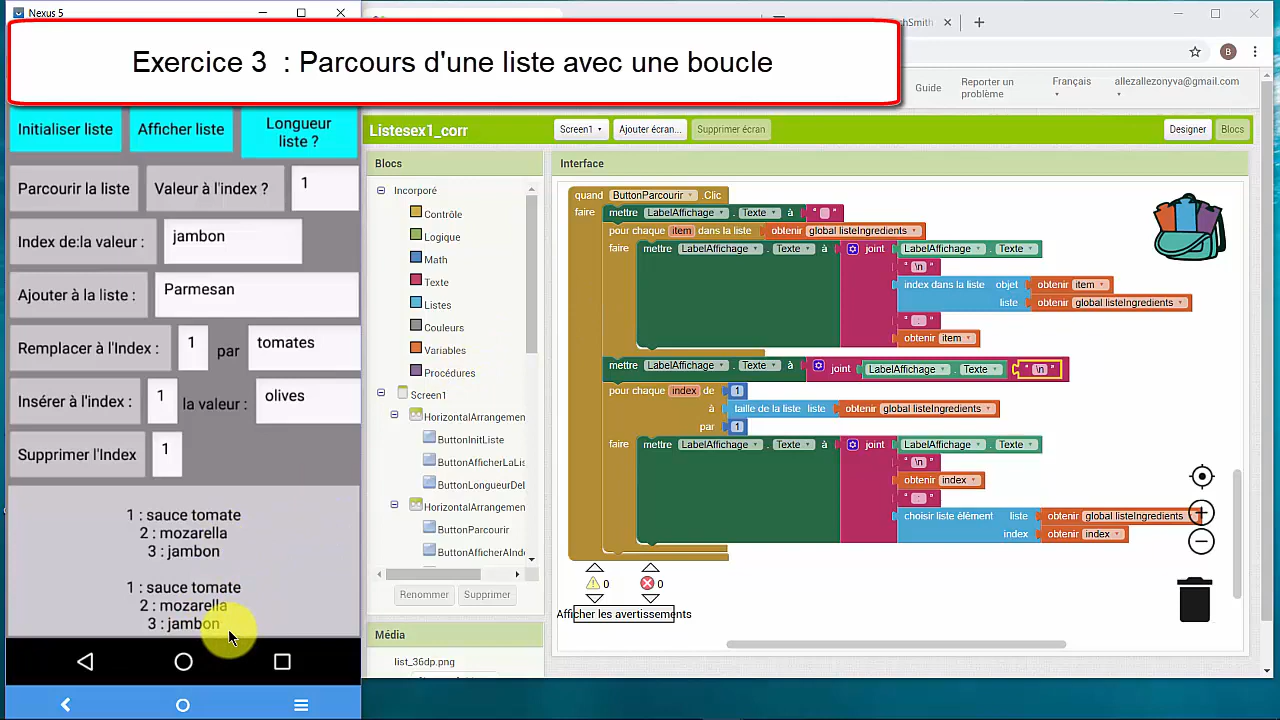 Nexus 5
Exercice 3 : Parcours d'une liste avec une boucle
Guide
Reporter un problème
Français
allezallezonyva@gmail.com
B
Listesex1_corr
Screen1
Ajouter écran...
Supprimer écran
Designer
Blocs
Initialiser liste
Afficher liste
Longueur liste ?
Parcourir la liste
Valeur à l'index ?
1
Index de:la valeur :
jambon
Ajouter à la liste :
Parmesan
Remplacer à l'Index :
1
par
tomates
Insérer à l'index :
1
la valeur :
olives
Supprimer l'Index
1
1 : sauce tomate
2 : mozarella
3 : jambon
1 : sauce tomate
2 : mozarella
3 : jambon
Blocs
Incorporé
Contrôle
Logique
Math
Texte
Listes
Couleurs
Variables
Procédures
Screen1
HorizontalArrangemen
ButtonInitListe
ButtonAfficherLaLis
ButtonLongueurDeL
HorizontalArrangemen
ButtonParcourir
ButtonAfficherAInde
Renommer
Supprimer
Média
list_36dp.png
Interface
quand ButtonParcourir .Clic
faire mettre LabelAffichage . Texte à " "
pour chaque item dans la liste obtenir global listeIngredients
faire mettre LabelAffichage . Texte à joint LabelAffichage . Texte
" \n "
index dans la liste objet obtenir item
liste obtenir global listeIngredients
" : "
obtenir item
mettre LabelAffichage . Texte à joint LabelAffichage . Texte " \n "
pour chaque index de 1
à taille de la liste liste obtenir global listeIngredients
par 1
faire mettre LabelAffichage . Texte à joint LabelAffichage . Texte
" \n "
obtenir index
" : "
choisir liste élément liste obtenir global listeIngredients
index obtenir index
0
0
Afficher les avertissements